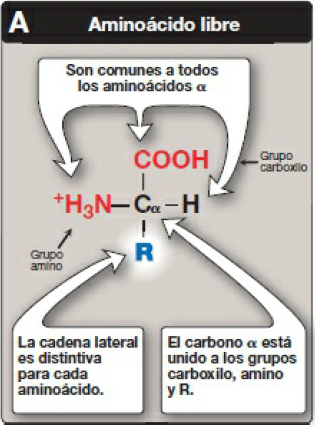 A Aminoácido libre
Son comunes a todos
los aminoácidos α
COOH
Grupo
carboxilo
⁺H₃N—Cα—H
Grupo
amino
R
La cadena lateral
es distintiva
para cada
aminoácido.
El carbono α está
unido a los grupos
carboxilo, amino
y R.